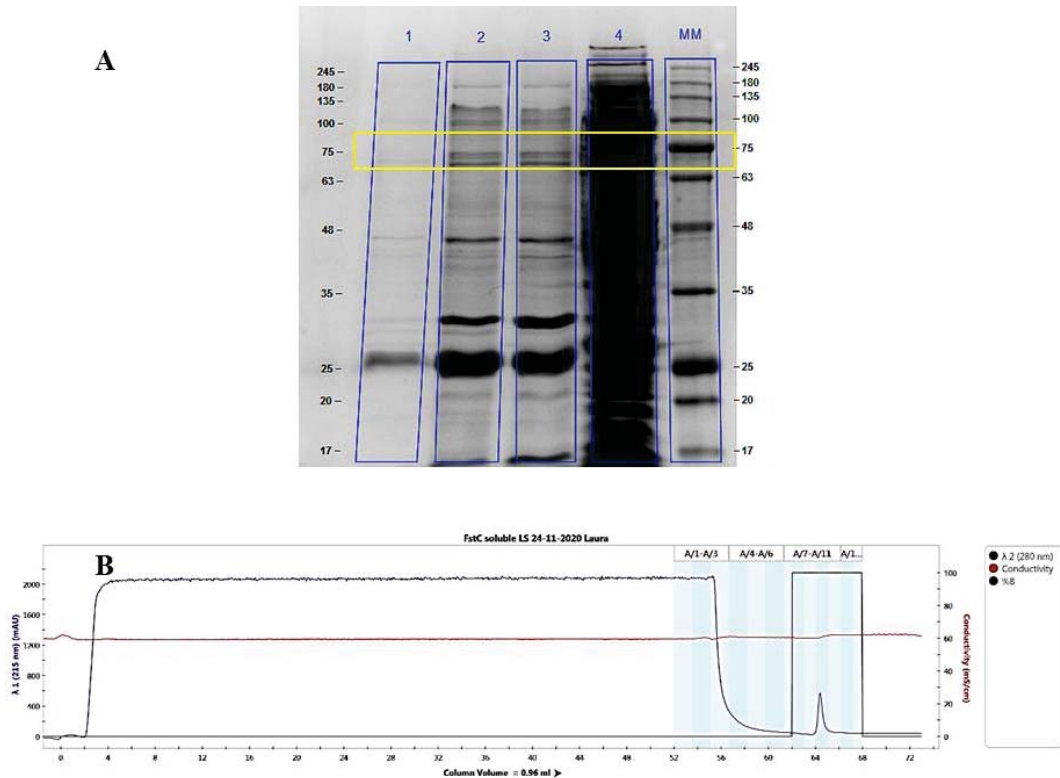 A
1 2 3 4 MM
245 245
180 180
135 135
100 100
75 75
63 63
48 48
35 35
25 25
20 20
17 17
B
FstC soluble LS 24-11-2020 Laura
A/1-A/3 A/4-A/6 A/7-A/11 A/1...
λ 2 (280 nm)
Conductivity
%B
λ 1 (215 nm) (mAU)
2000
1600
1200
800
400
0
100
80
60
40
20
0
Conductivity (mS/cm)
0 4 8 12 16 20 24 28 32 36 40 44 48 52 56 60 64 68 72
Column Volume = 0.96 ml ➤